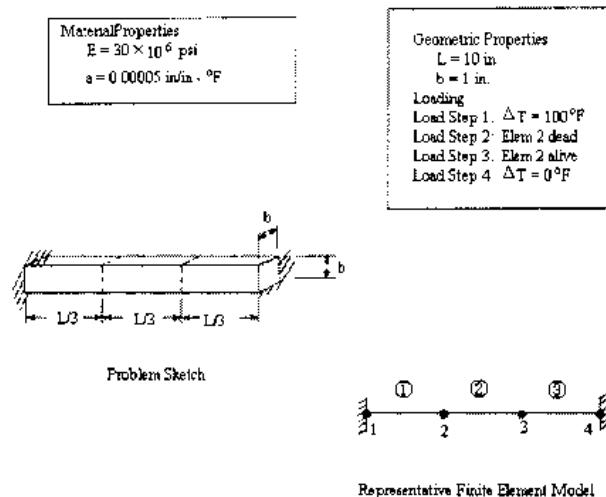 Material Properties
E = 30 × 10⁶ psi
a = 0.00005 in/in - °F
Geometric Properties
L = 10 in
b = 1 in.
Loading
Load Step 1. ΔT = 100°F
Load Step 2: Elem 2 dead
Load Step 3. Elem 2 alive
Load Step 4 ΔT = 0°F
b
b
L/3 L/3 L/3
Problem Sketch
① ② ③
1 2 3 4
Representative Finite Element Model